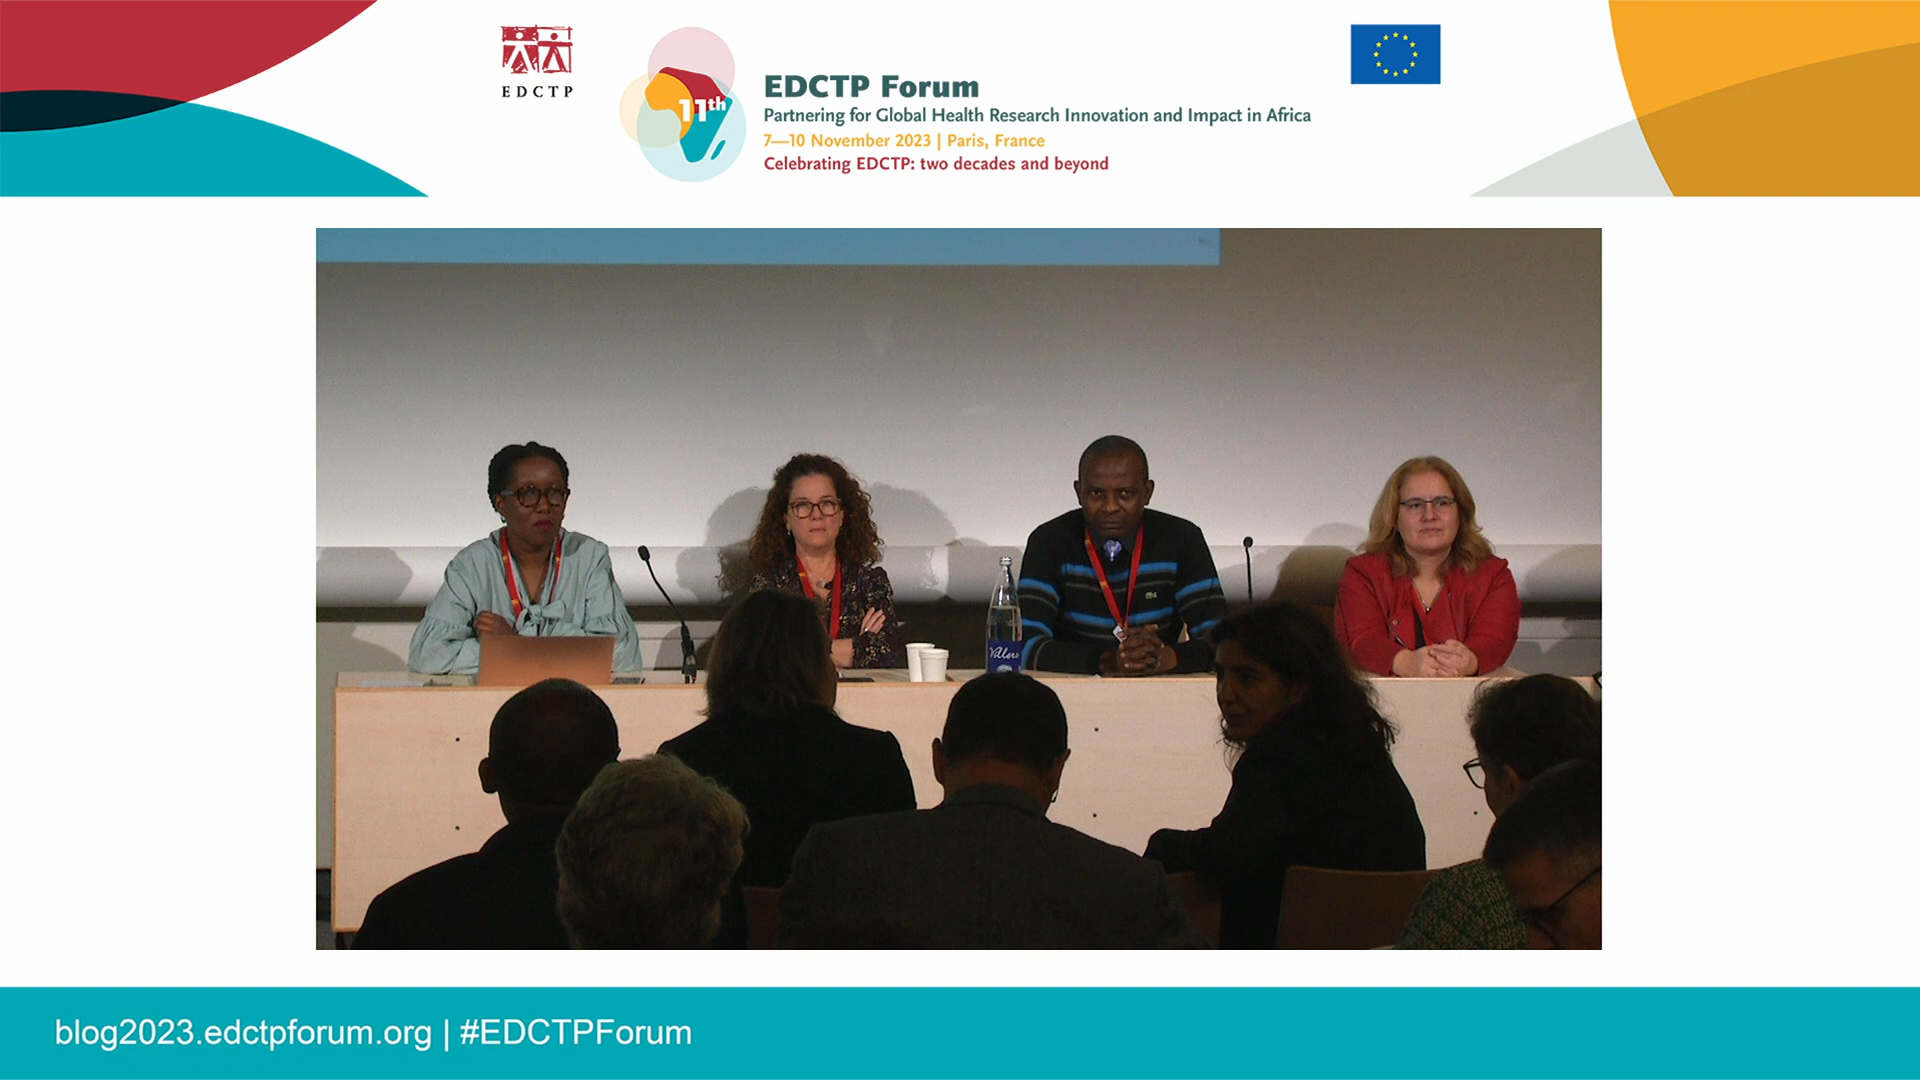 EDCTP
11th
EDCTP Forum
Partnering for Global Health Research Innovation and Impact in Africa
7—10 November 2023 | Paris, France
Celebrating EDCTP: two decades and beyond
Villers
blog2023.edctpforum.org | #EDCTPForum